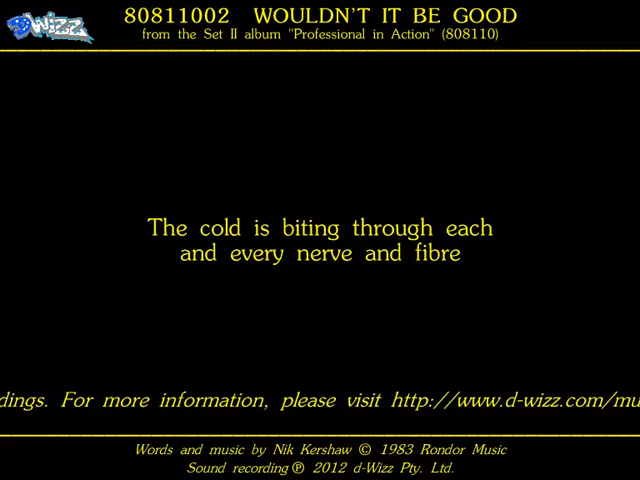 d-wizz
80811002 WOULDN'T IT BE GOOD
from the Set II album "Professional in Action" (808110)
The cold is biting through each
and every nerve and fibre
dings. For more information, please visit http://www.d-wizz.com/mu
Words and music by Nik Kershaw © 1983 Rondor Music
Sound recording ℗ 2012 d-Wizz Pty. Ltd.